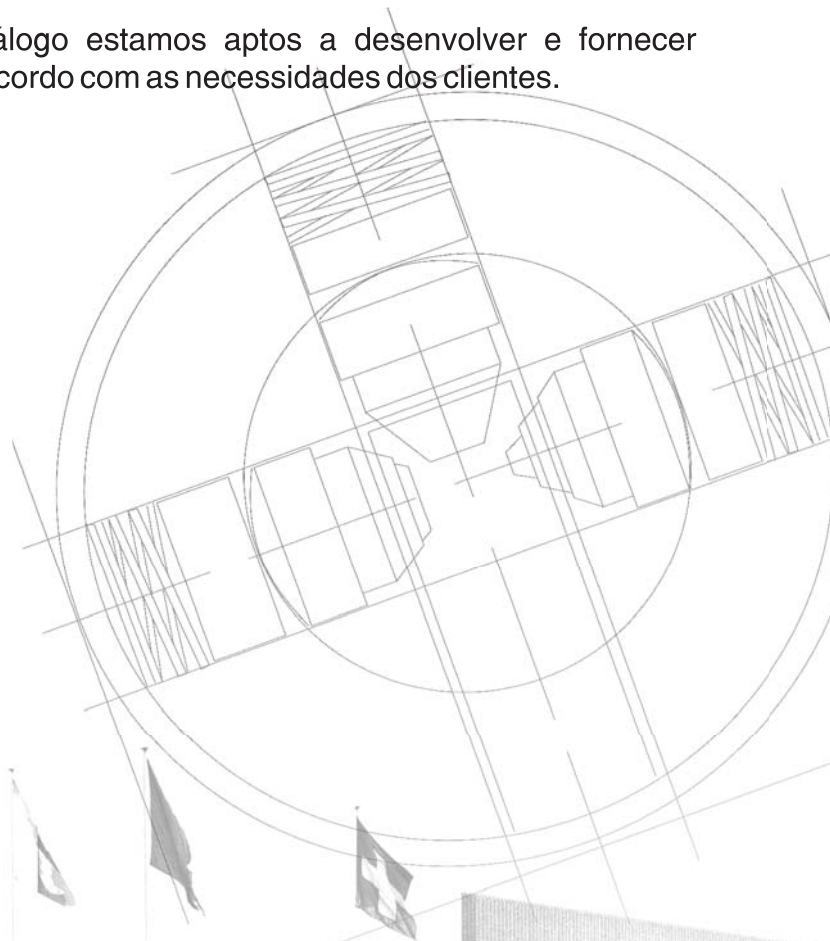 álogo estamos aptos a desenvolver e fornecer
cordo com as necessidades dos clientes.